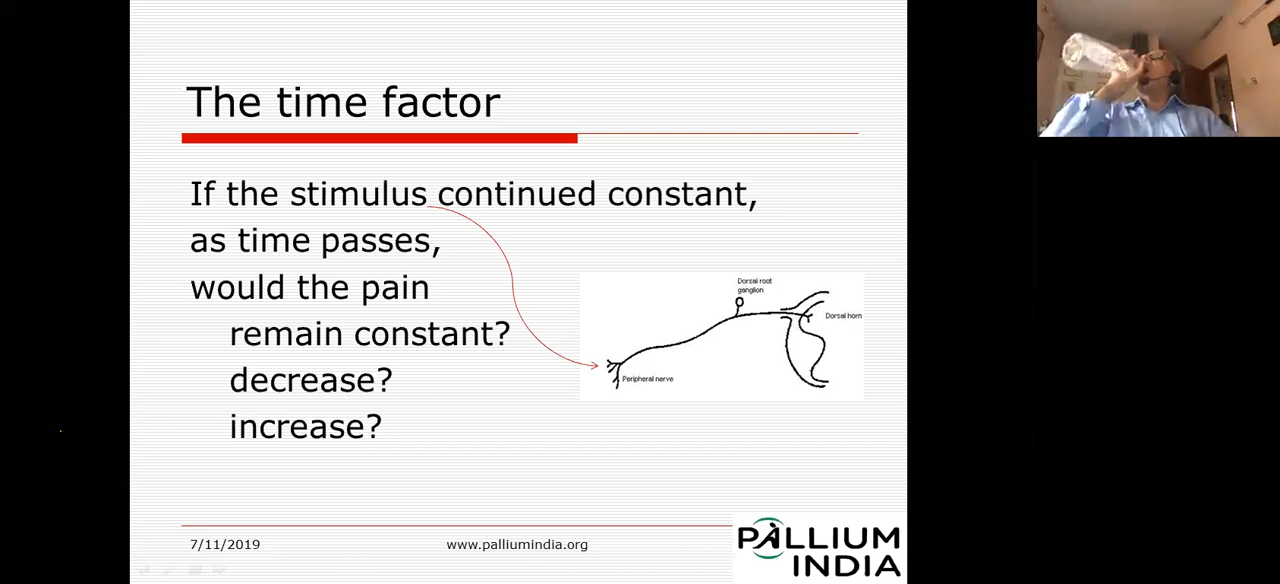 The time factor
If the stimulus continued constant,
as time passes,
would the pain
remain constant?
decrease?
increase?
Dorsal root
ganglion
Dorsal horn
Peripheral nerve
7/11/2019
www.palliumindia.org
PALLIUM
INDIA